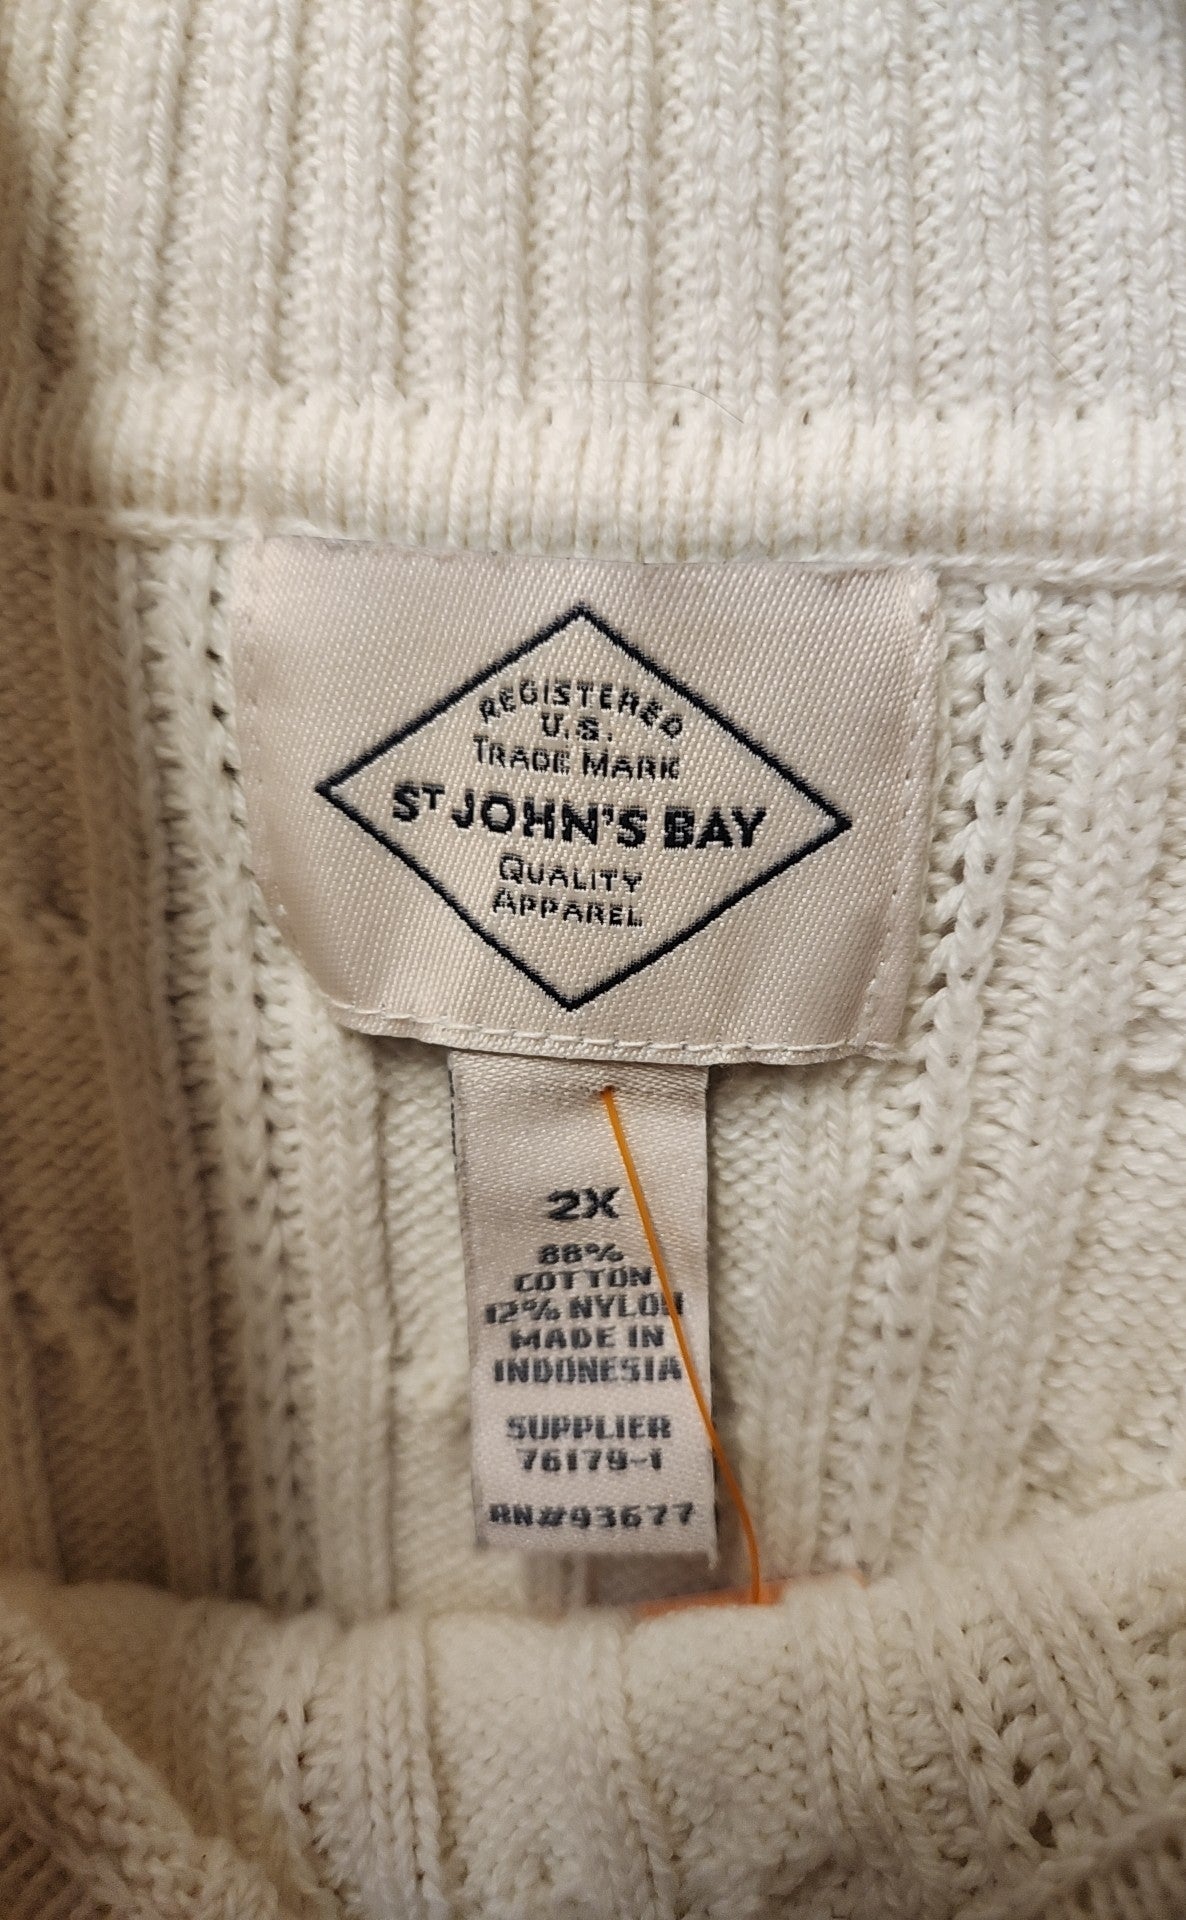 REGISTERED
U.S.
TRADE MARK
ST JOHN'S BAY
QUALITY
APPAREL
2X
88%
COTTON
12% NYLON
MADE IN
INDONESIA
SUPPLIER
76179-1
RN#93677